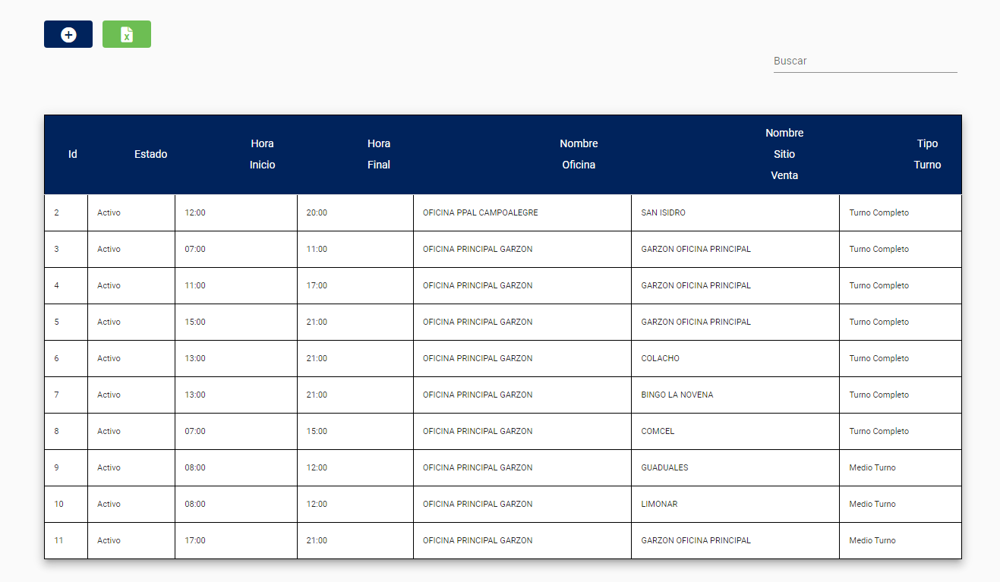 Buscar
Id Estado Hora Inicio Hora Final Nombre Oficina Nombre Sitio Venta Tipo Turno
2 Activo 12:00 20:00 OFICINA PPAL CAMPOALEGRE SAN ISIDRO Turno Completo
3 Activo 07:00 11:00 OFICINA PRINCIPAL GARZON GARZON OFICINA PRINCIPAL Turno Completo
4 Activo 11:00 17:00 OFICINA PRINCIPAL GARZON GARZON OFICINA PRINCIPAL Turno Completo
5 Activo 15:00 21:00 OFICINA PRINCIPAL GARZON GARZON OFICINA PRINCIPAL Turno Completo
6 Activo 13:00 21:00 OFICINA PRINCIPAL GARZON COLACHO Turno Completo
7 Activo 13:00 21:00 OFICINA PRINCIPAL GARZON BINGO LA NOVENA Turno Completo
8 Activo 07:00 15:00 OFICINA PRINCIPAL GARZON COMCEL Turno Completo
9 Activo 08:00 12:00 OFICINA PRINCIPAL GARZON GUADUALES Medio Turno
10 Activo 08:00 12:00 OFICINA PRINCIPAL GARZON LIMONAR Medio Turno
11 Activo 17:00 21:00 OFICINA PRINCIPAL GARZON GARZON OFICINA PRINCIPAL Medio Turno